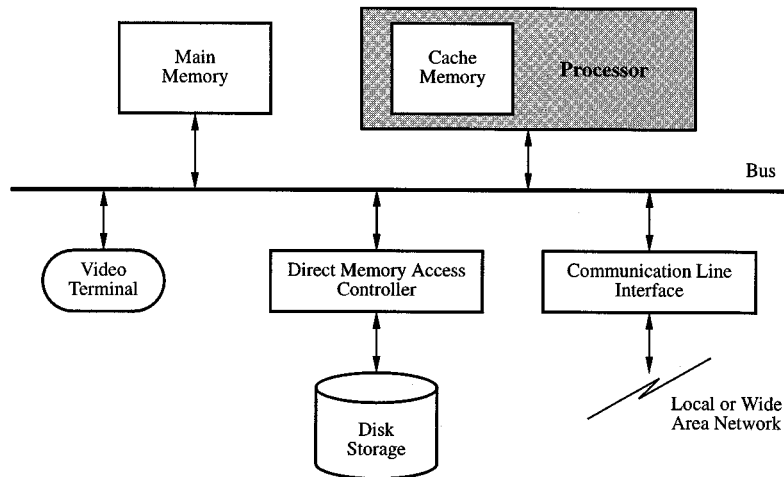 Main
Memory
Cache
Memory
Processor
Bus
Video
Terminal
Direct Memory Access
Controller
Communication Line
Interface
Disk
Storage
Local or Wide
Area Network